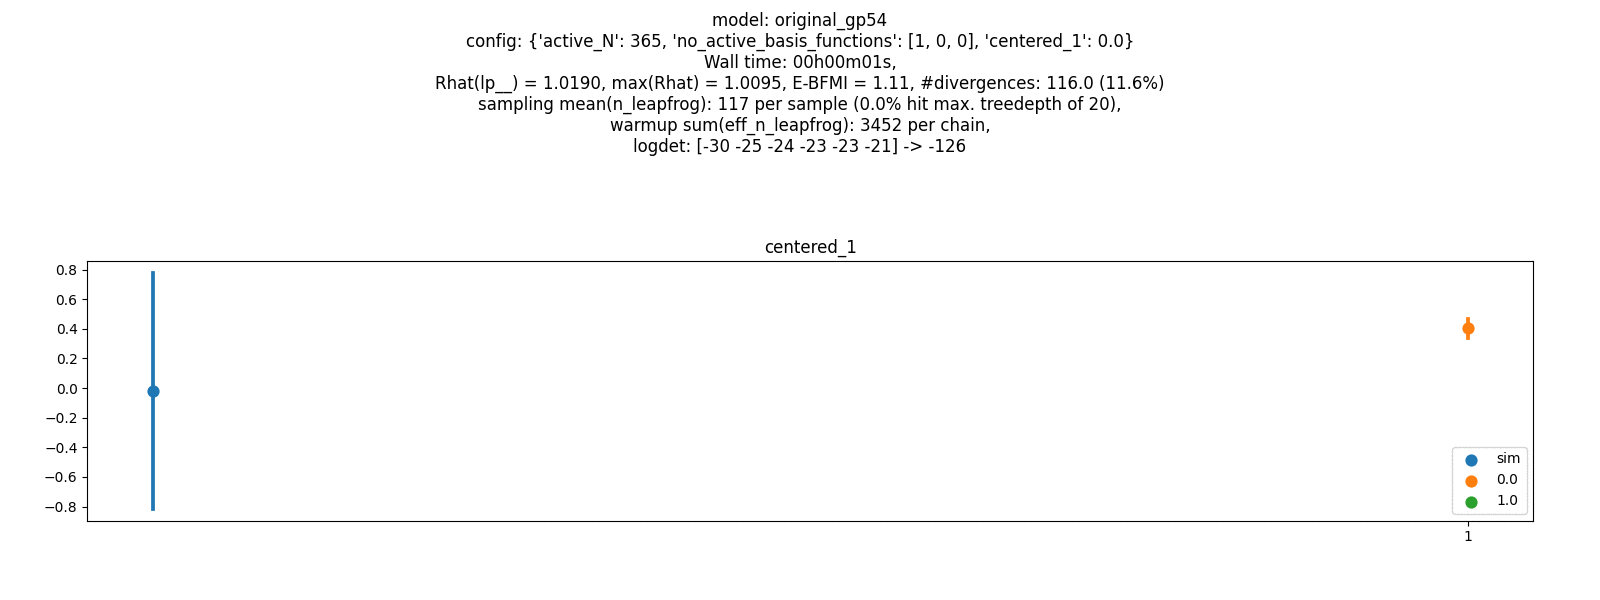 model: original_gp54
config: {'active_N': 365, 'no_active_basis_functions': [1, 0, 0], 'centered_1': 0.0}
Wall time: 00h00m01s,
Rhat(lp__) = 1.0190, max(Rhat) = 1.0095, E-BFMI = 1.11, #divergences: 116.0 (11.6%)
sampling mean(n_leapfrog): 117 per sample (0.0% hit max. treedepth of 20),
warmup sum(eff_n_leapfrog): 3452 per chain,
logdet: [-30 -25 -24 -23 -23 -21] -> -126
centered_1
0.8
0.6
0.4
0.2
0.0
−0.2
−0.4
−0.6
−0.8
sim
0.0
1.0
1